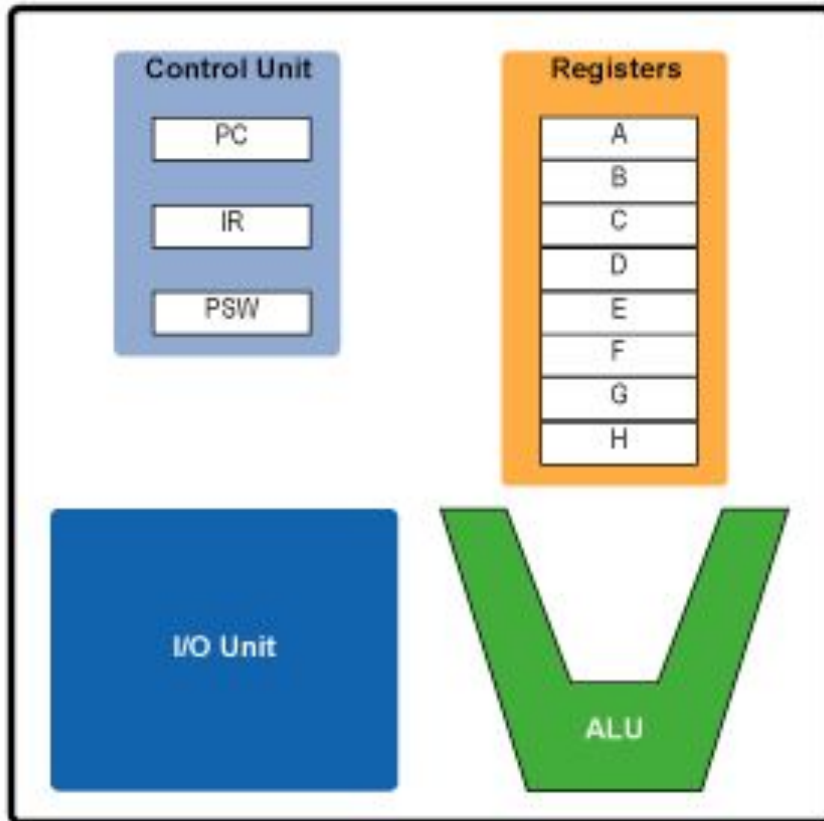 Control Unit
PC
IR
PSW
Registers
A
B
C
D
E
F
G
H
I/O Unit
ALU